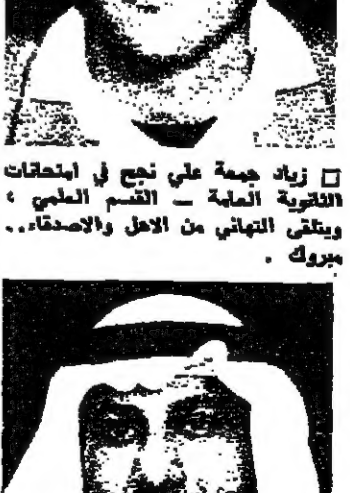 □ زياد جمعة علي نجح في امتحانات
الثانوية العامة — القسم العلمي ،
ويتلقى التهاني من الاهل والاصدقاء..
مبروك .